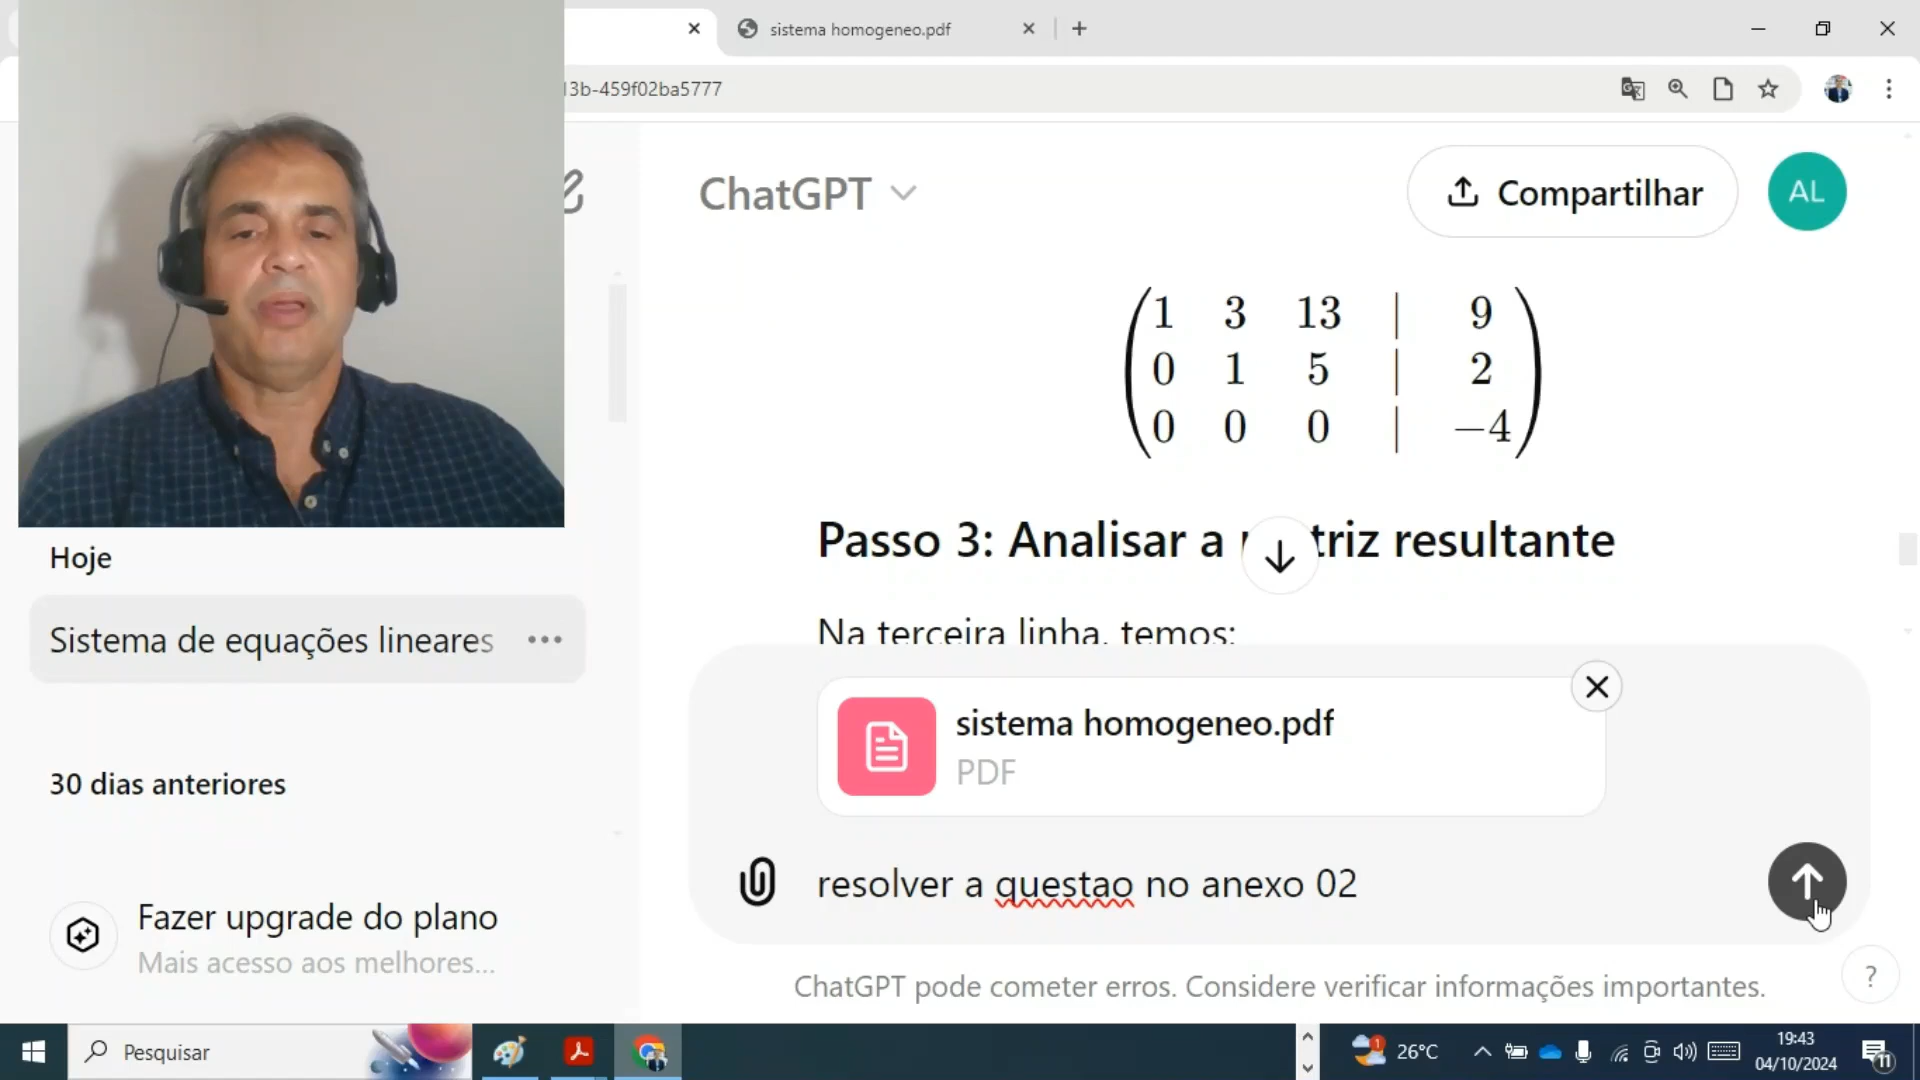 sistema homogeneo.pdf
13b-459f02ba5777
ChatGPT
Compartilhar
AL
1 3 13 | 9
0 1 5 | 2
0 0 0 | −4
Passo 3: Analisar a triz resultante
Na terceira linha, temos:
Hoje
Sistema de equações lineares
30 dias anteriores
sistema homogeneo.pdf
PDF
resolver a questao no anexo 02
Fazer upgrade do plano
Mais acesso aos melhores...
ChatGPT pode cometer erros. Considere verificar informações importantes.
?
Pesquisar
1
26°C
19:43
04/10/2024
11